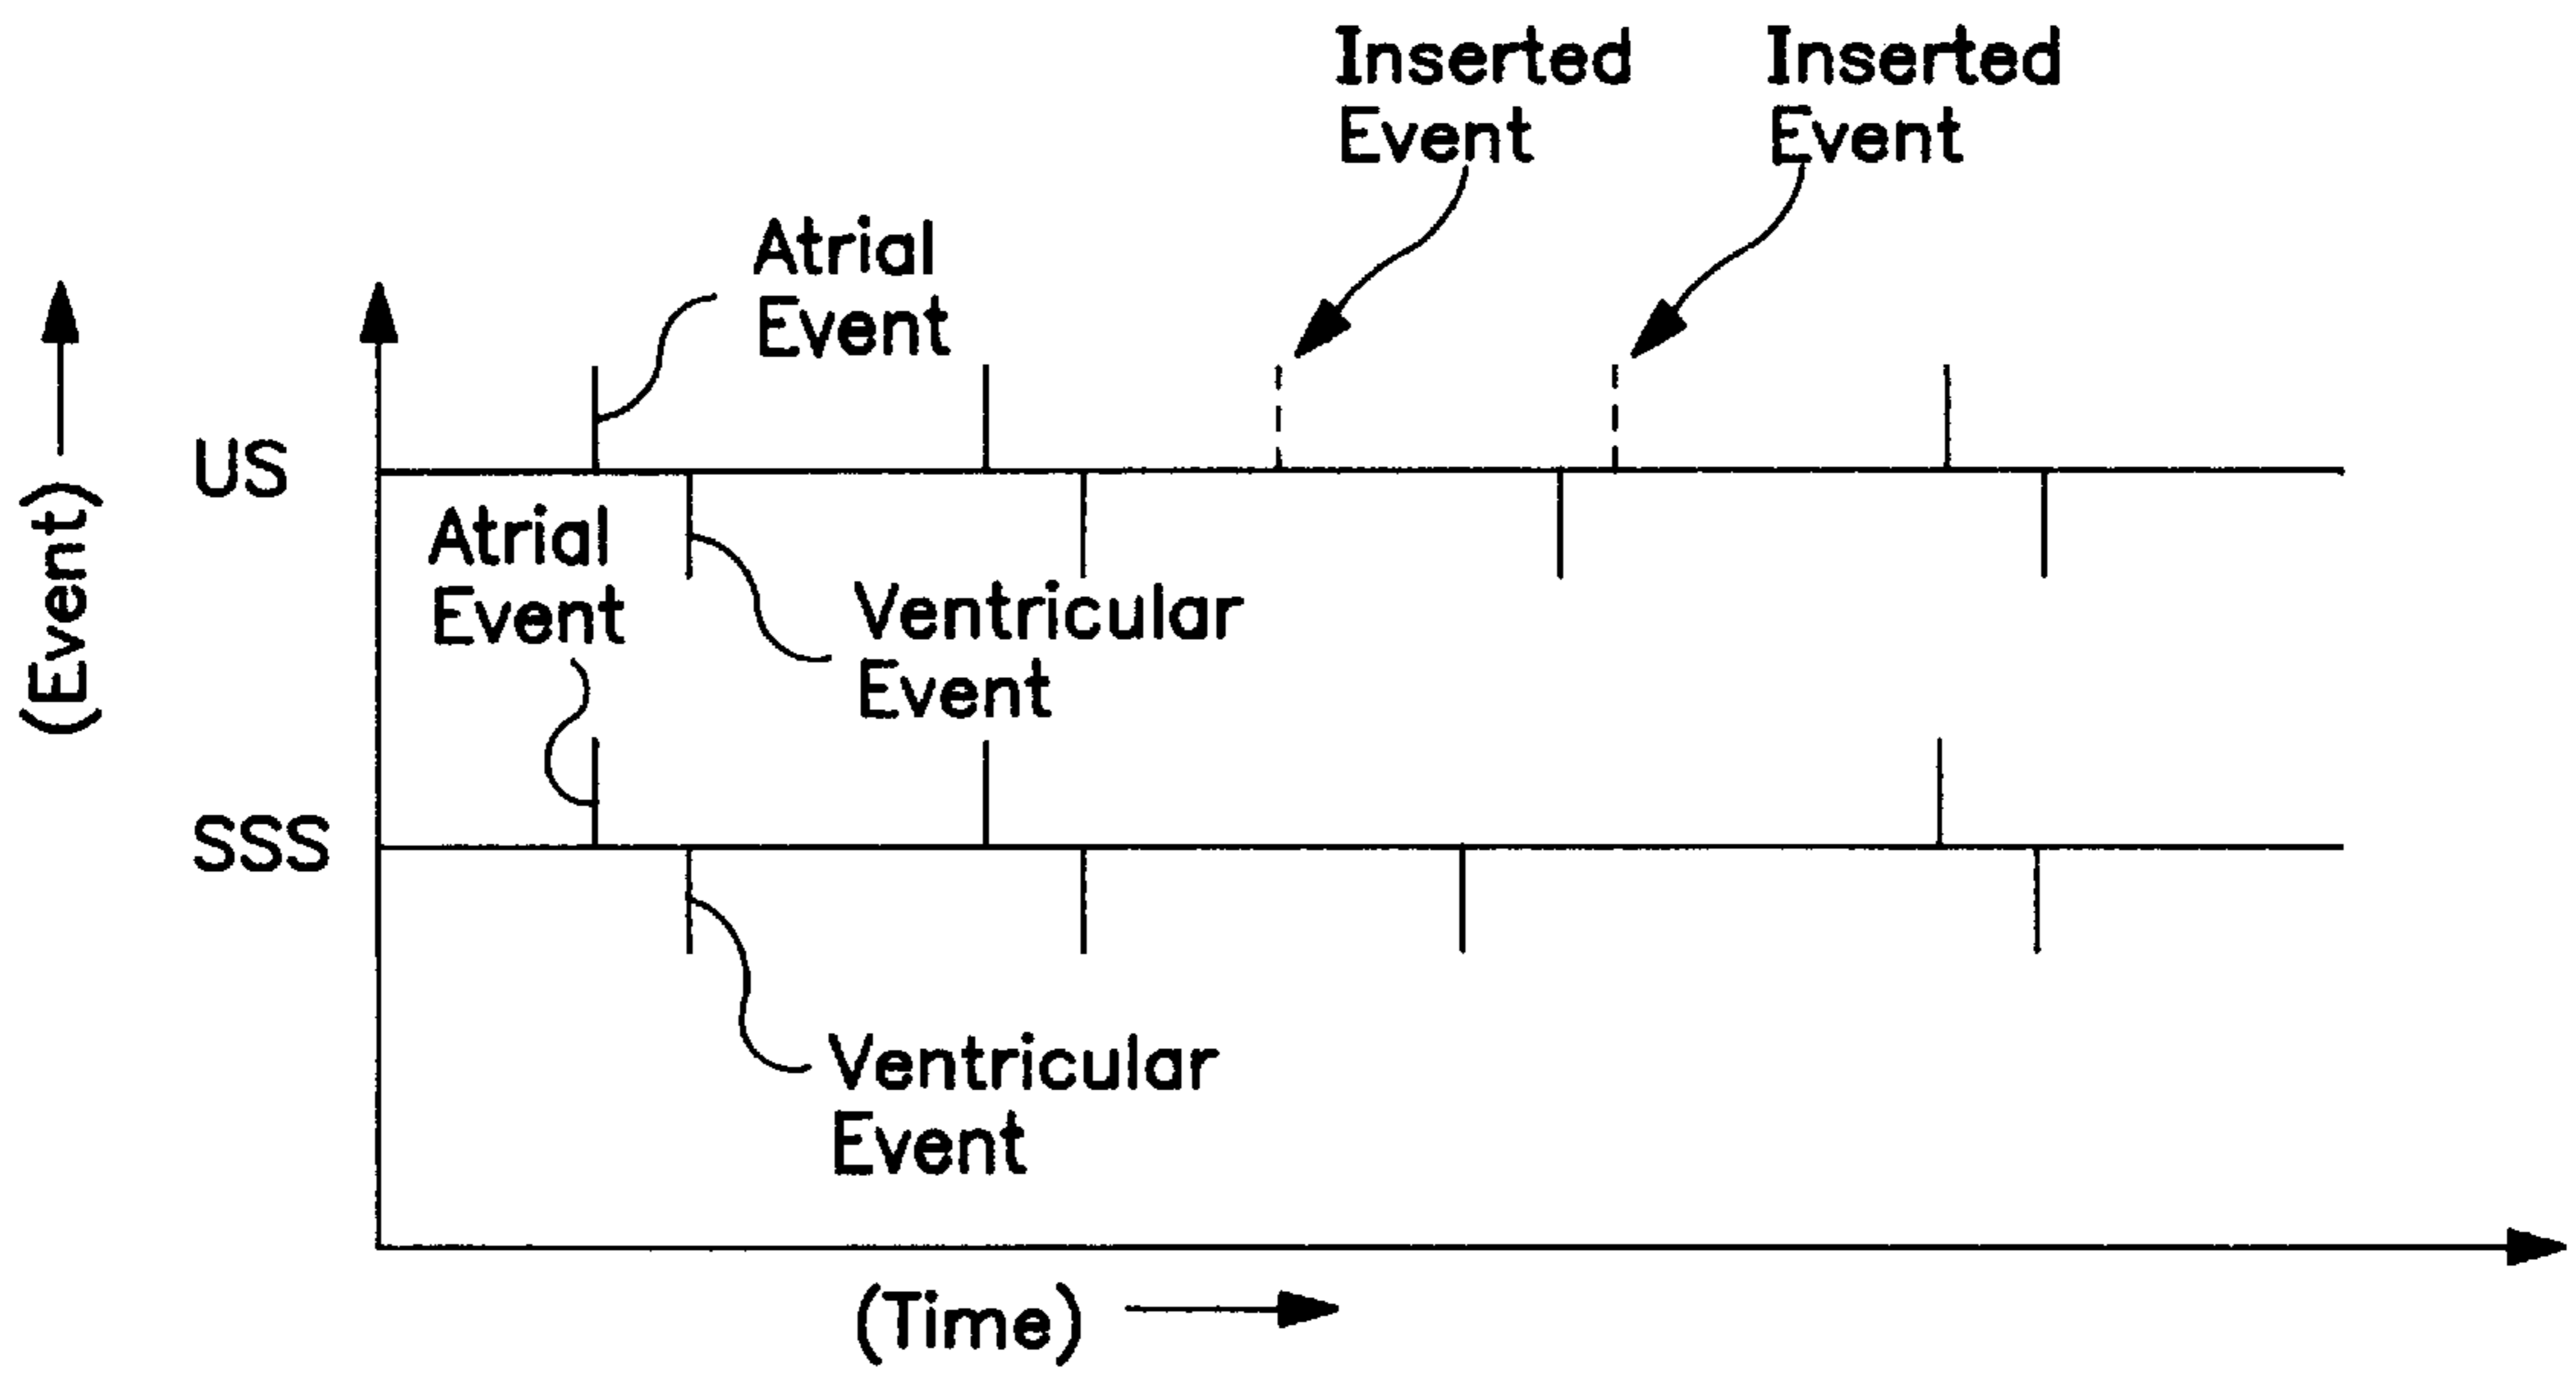 Inserted
Event
Inserted
Event
Atrial
Event
(Event)
US
Atrial
Event
Ventricular
Event
SSS
Ventricular
Event
(Time)